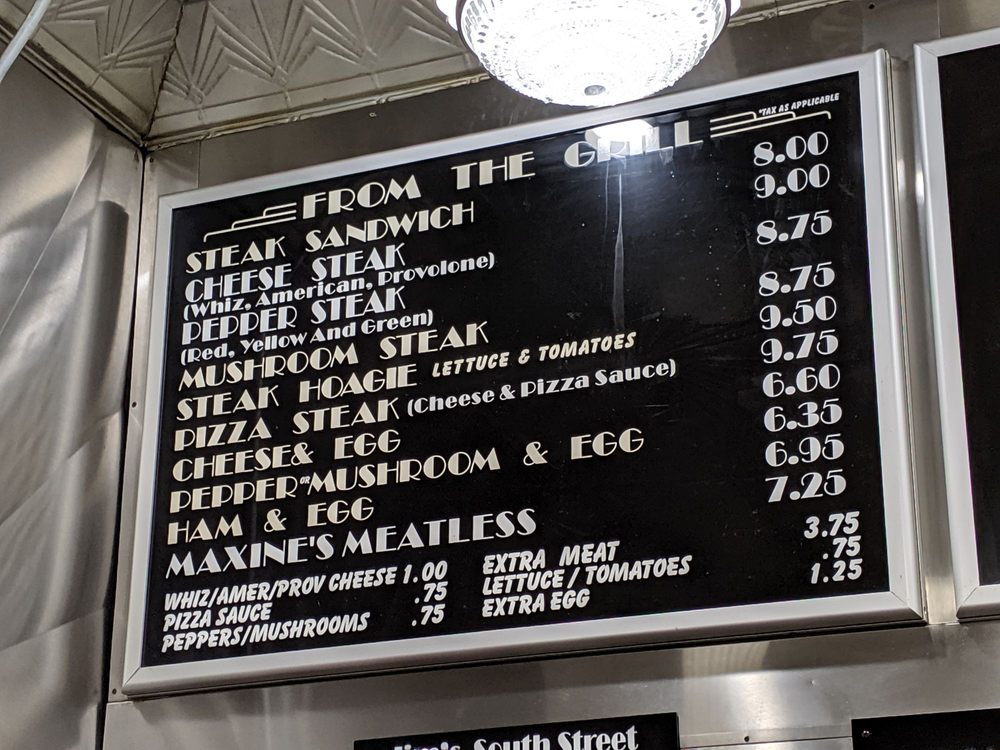 FROM THE GRILL *TAX AS APPLICABLE
STEAK SANDWICH 8.00
CHEESE STEAK 9.00
(Whiz, American, Provolone)
PEPPER STEAK 8.75
(Red, Yellow And Green)
MUSHROOM STEAK 8.75
STEAK HOAGIE LETTUCE & TOMATOES 9.50
PIZZA STEAK (Cheese & Pizza Sauce) 9.75
CHEESE& EGG 6.60
PEPPER OR MUSHROOM & EGG 6.35
HAM & EGG 6.95
MAXINE'S MEATLESS 7.25
WHIZ/AMER/PROV CHEESE 1.00 EXTRA MEAT 3.75
PIZZA SAUCE .75 LETTUCE / TOMATOES .75
PEPPERS/MUSHROOMS .75 EXTRA EGG 1.25
Jim's South Street